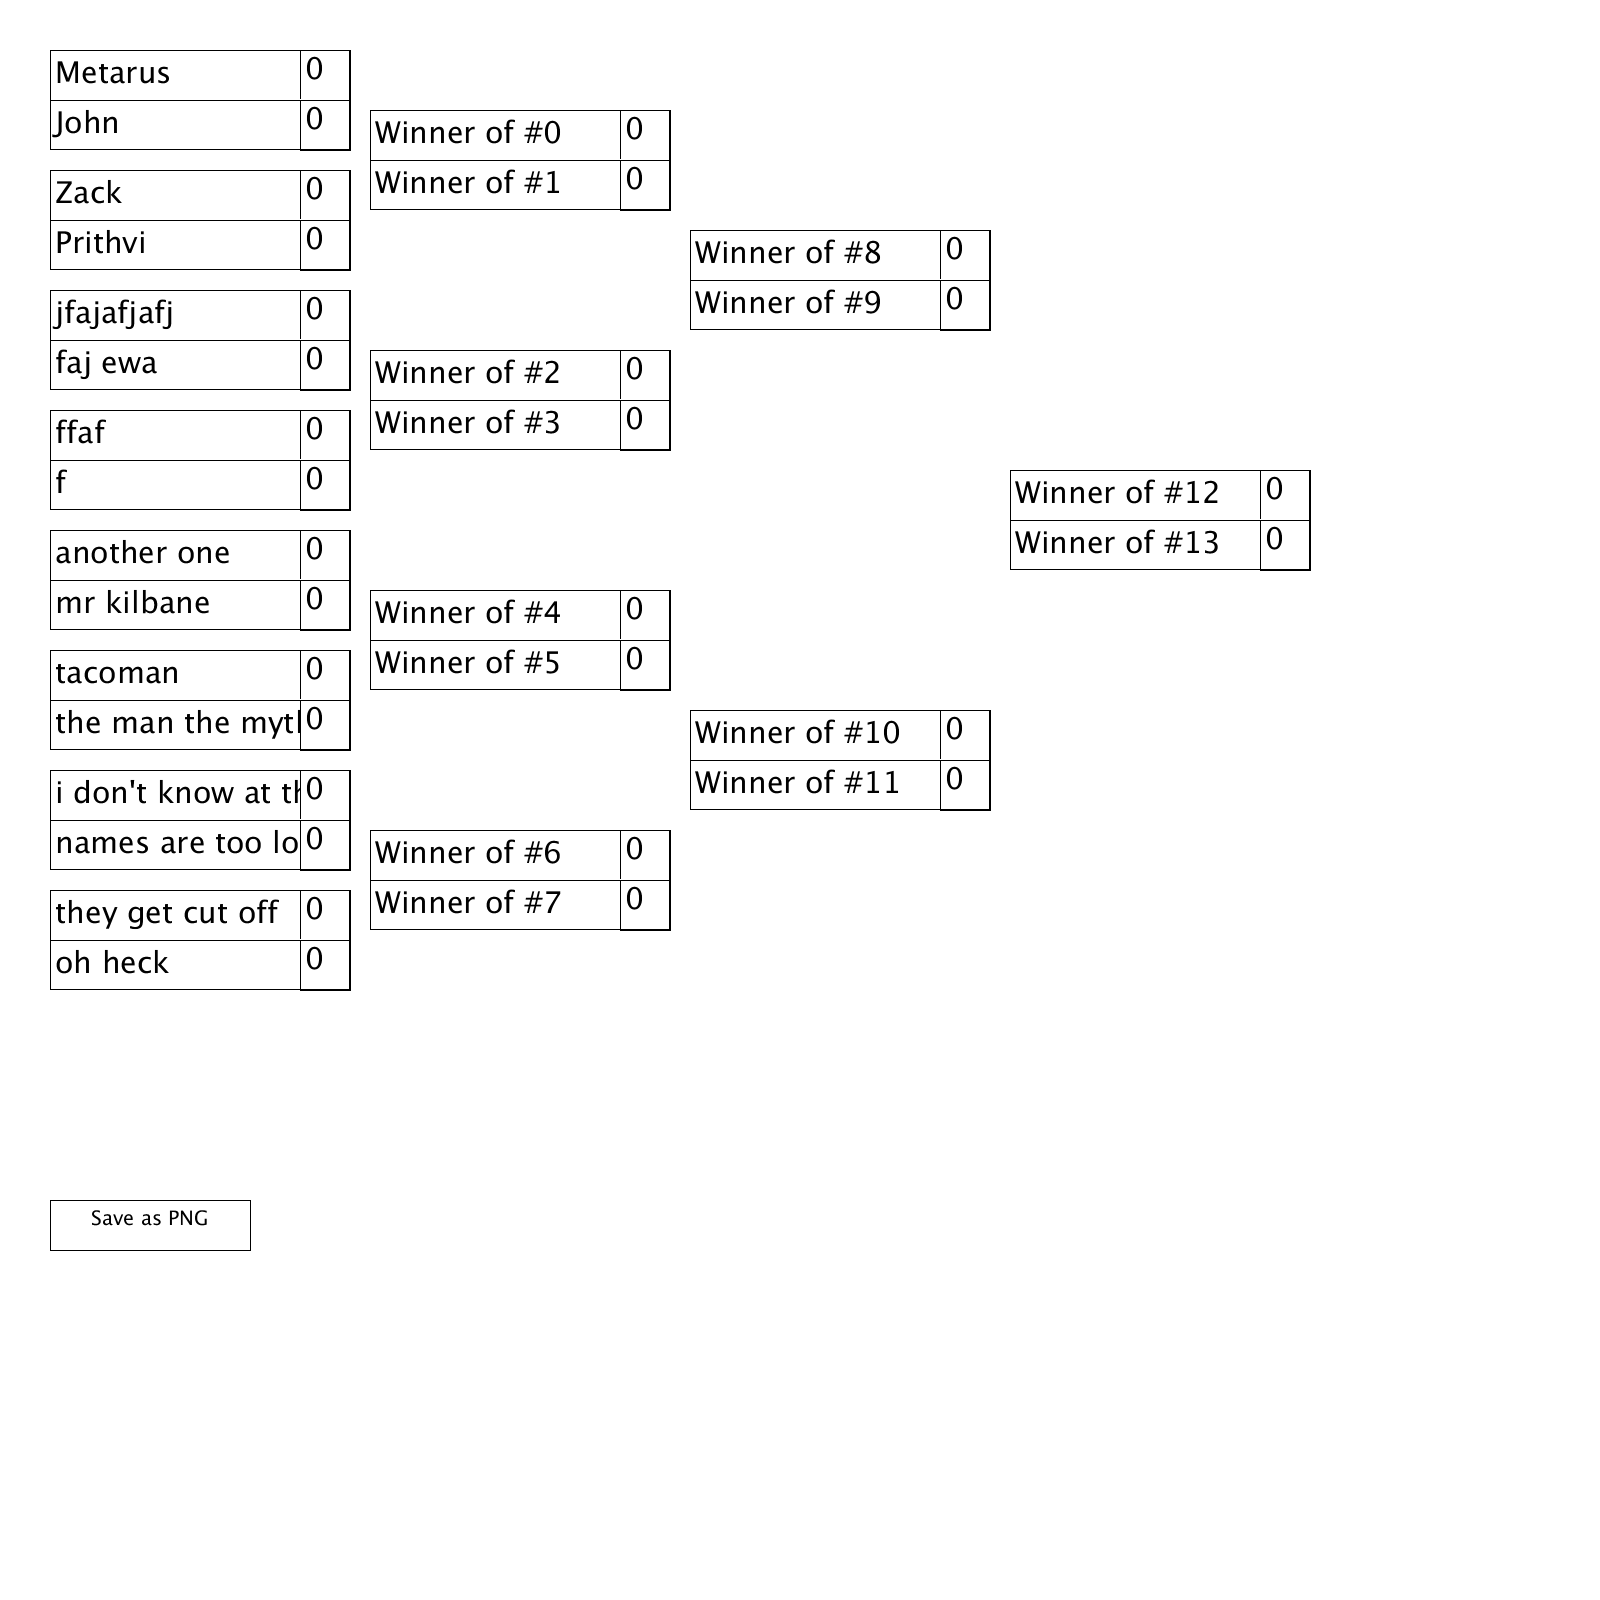 Metarus 0
John 0
Zack 0
Prithvi 0
jfajafjafj 0
faj ewa 0
ffaf 0
f 0
another one 0
mr kilbane 0
tacoman 0
the man the myth 0
i don't know at th 0
names are too lo 0
they get cut off 0
oh heck 0
Winner of #0 0
Winner of #1 0
Winner of #2 0
Winner of #3 0
Winner of #4 0
Winner of #5 0
Winner of #6 0
Winner of #7 0
Winner of #8 0
Winner of #9 0
Winner of #10 0
Winner of #11 0
Winner of #12 0
Winner of #13 0
Save as PNG